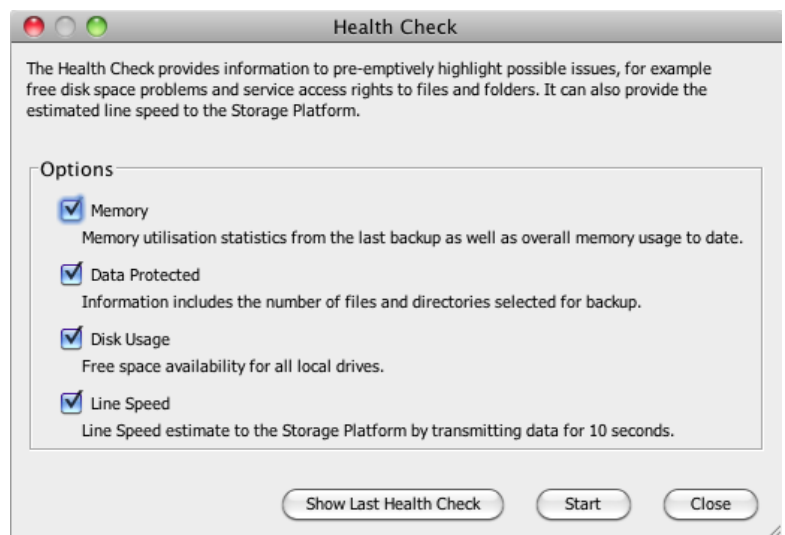 Health Check
The Health Check provides information to pre-emptively highlight possible issues, for example
free disk space problems and service access rights to files and folders. It can also provide the
estimated line speed to the Storage Platform.
Options
Memory
Memory utilisation statistics from the last backup as well as overall memory usage to date.
Data Protected
Information includes the number of files and directories selected for backup.
Disk Usage
Free space availability for all local drives.
Line Speed
Line Speed estimate to the Storage Platform by transmitting data for 10 seconds.
Show Last Health Check Start Close